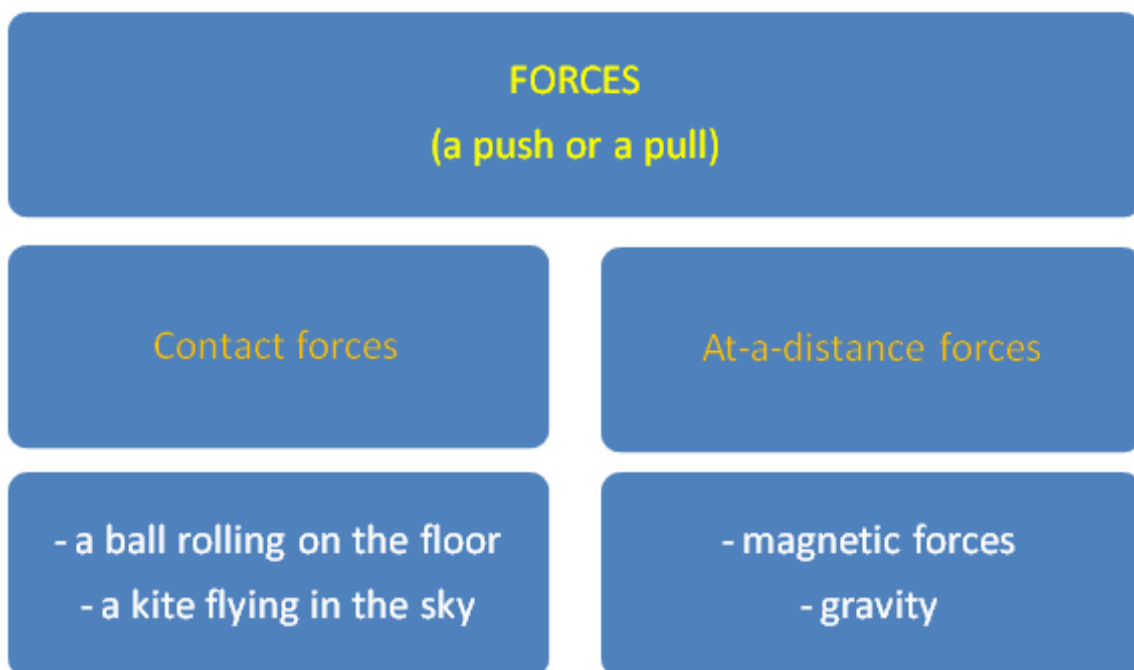 FORCES
(a push or a pull)
Contact forces
At-a-distance forces
- a ball rolling on the floor
- a kite flying in the sky
- magnetic forces
- gravity